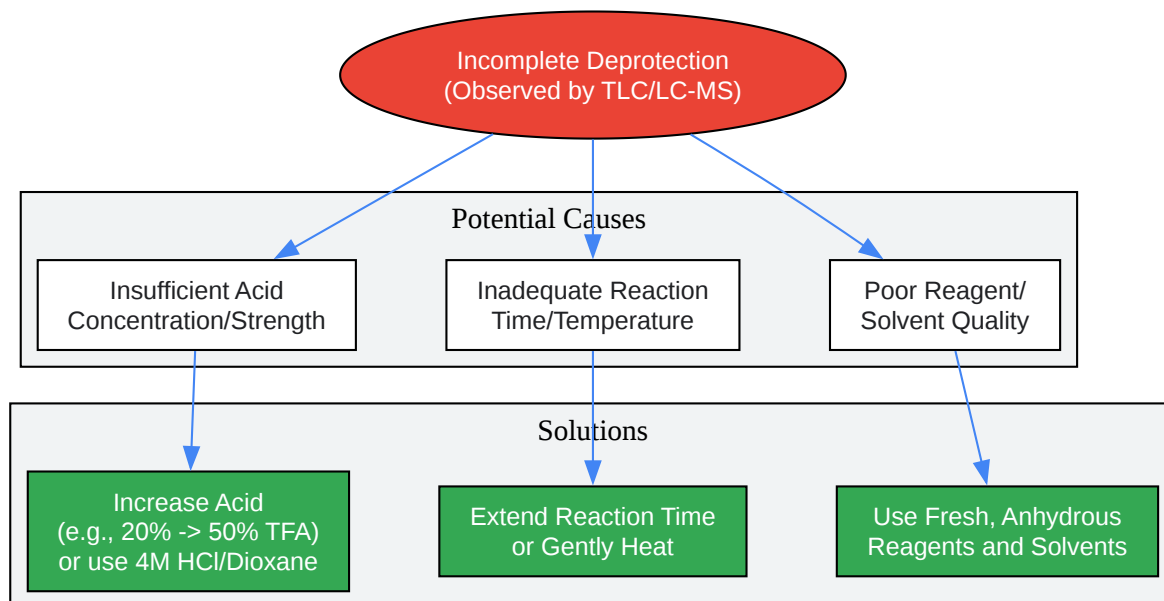 Incomplete Deprotection
(Observed by TLC/LC-MS)
Potential Causes
Insufficient Acid
Concentration/Strength
Inadequate Reaction
Time/Temperature
Poor Reagent/
Solvent Quality
Solutions
Increase Acid
(e.g., 20% -> 50% TFA)
or use 4M HCl/Dioxane
Extend Reaction Time
or Gently Heat
Use Fresh, Anhydrous
Reagents and Solvents